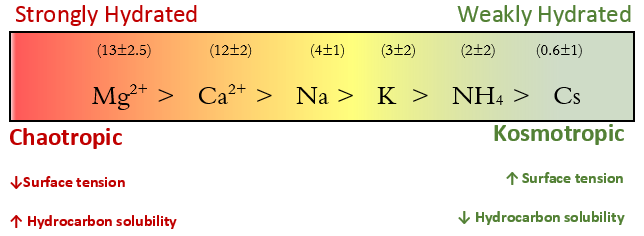 Strongly Hydrated Weakly Hydrated
(13±2.5) (12±2) (4±1) (3±2) (2±2) (0.6±1)
Mg²⁺ > Ca²⁺ > Na > K > NH₄ > Cs
Chaotropic Kosmotropic
↓Surface tension ↑ Surface tension
↑ Hydrocarbon solubility ↓ Hydrocarbon solubility